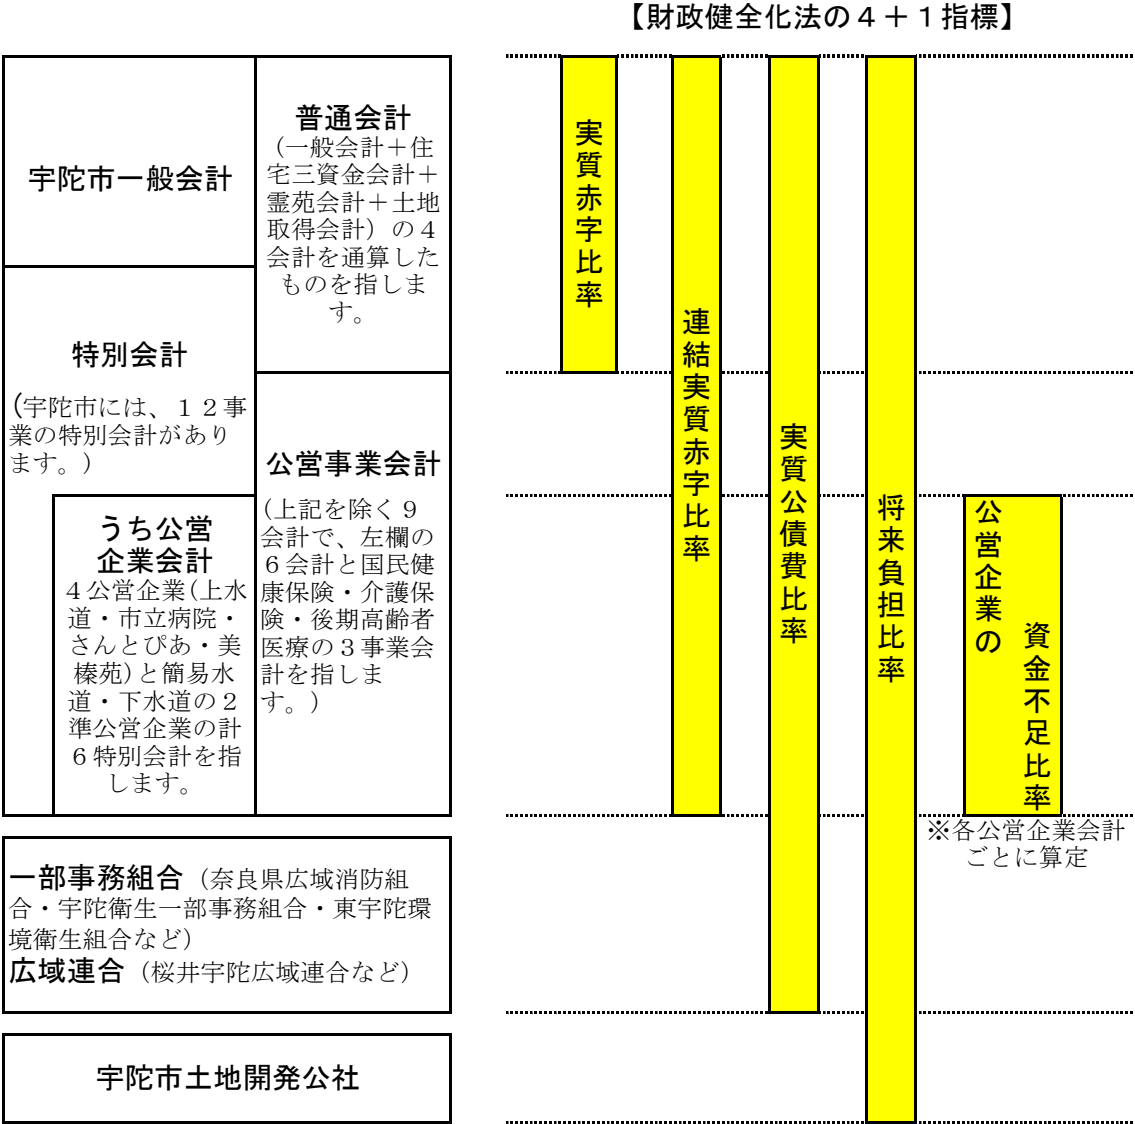 【財政健全化法の４＋１指標】
宇陀市一般会計
普通会計
（一般会計＋住
宅三資金会計＋
霊苑会計＋土地
取得会計）の４
会計を通算した
ものを指しま
す。
特別会計
(宇陀市には、１２事
業の特別会計があり
ます。)
うち公営
企業会計
４公営企業(上水
道・市立病院・
さんとぴあ・美
榛苑)と簡易水
道・下水道の２
準公営企業の計
６特別会計を指
します。
公営事業会計
(上記を除く９
会計で、左欄の
６会計と国民健
康保険・介護保
険・後期高齢者
医療の３事業会
計を指しま
す。)
一部事務組合（奈良県広域消防組
合・宇陀衛生一部事務組合・東宇陀環
境衛生組合など）
広域連合（桜井宇陀広域連合など）
宇陀市土地開発公社
実質赤字比率
連結実質赤字比率
実質公債費比率
将来負担比率
公営企業の
資金不足比率
※各公営企業会計
ごとに算定